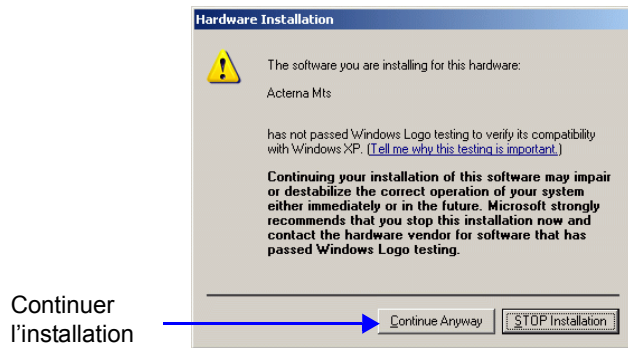 Hardware Installation
The software you are installing for this hardware:
Acterna Mts
has not passed Windows Logo testing to verify its compatibility
with Windows XP. (Tell me why this testing is important.)
Continuing your installation of this software may impair
or destabilize the correct operation of your system
either immediately or in the future. Microsoft strongly
recommends that you stop this installation now and
contact the hardware vendor for software that has
passed Windows Logo testing.
Continuer
l'installation
Continue Anyway
STOP Installation